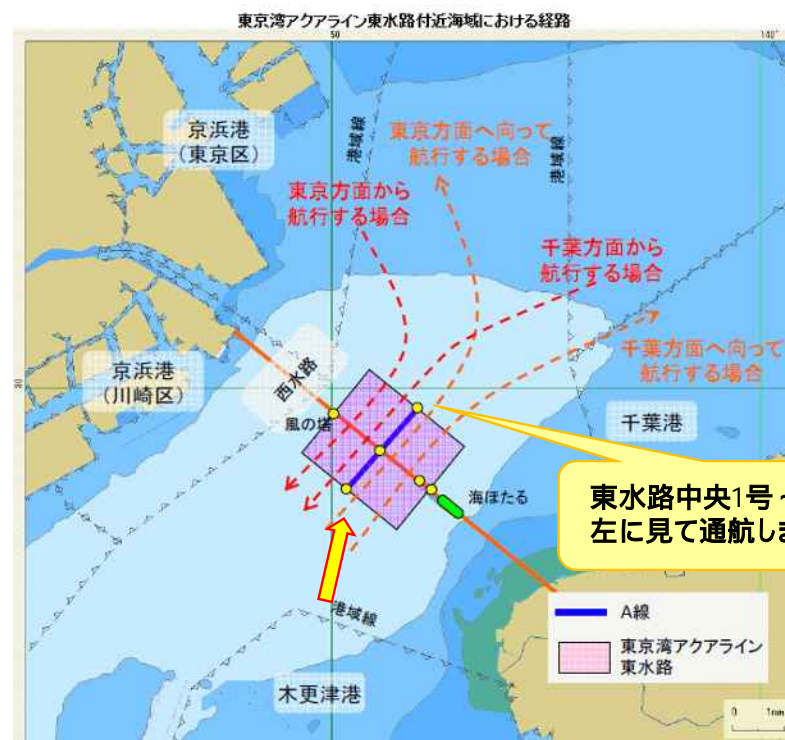 東京湾アクアライン東水路付近海域における経路
50
140°
京浜港
(東京区)
港域線
東京方面へ向って
航行する場合
港域線
東京方面から
航行する場合
千葉方面から
航行する場合
千葉方面へ向って
航行する場合
西水路
京浜港
(川崎区)
30
風の塔
千葉港
海ほたる
東水路中央1号~
左に見て通航しま
港域線
A線
東京湾アクアライン
東水路
木更津港
0 1nm